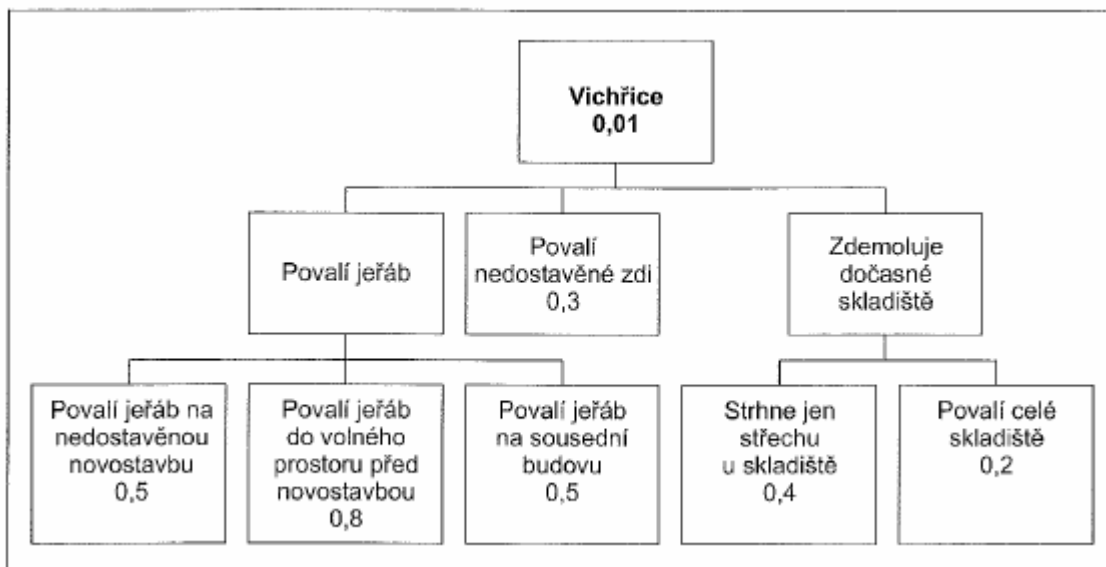 Vichřice
0,01
Povalí jeřáb
Povalí
nedostavěné zdi
0,3
Zdemoluje
dočasné
skladiště
Povalí jeřáb na
nedostavěnou
novostavbu
0,5
Povalí jeřáb
do volného
prostoru před
novostavbou
0,8
Povalí jeřáb
na sousední
budovu
0,5
Strhne jen
střechu
u skladiště
0,4
Povalí celé
skladiště
0,2